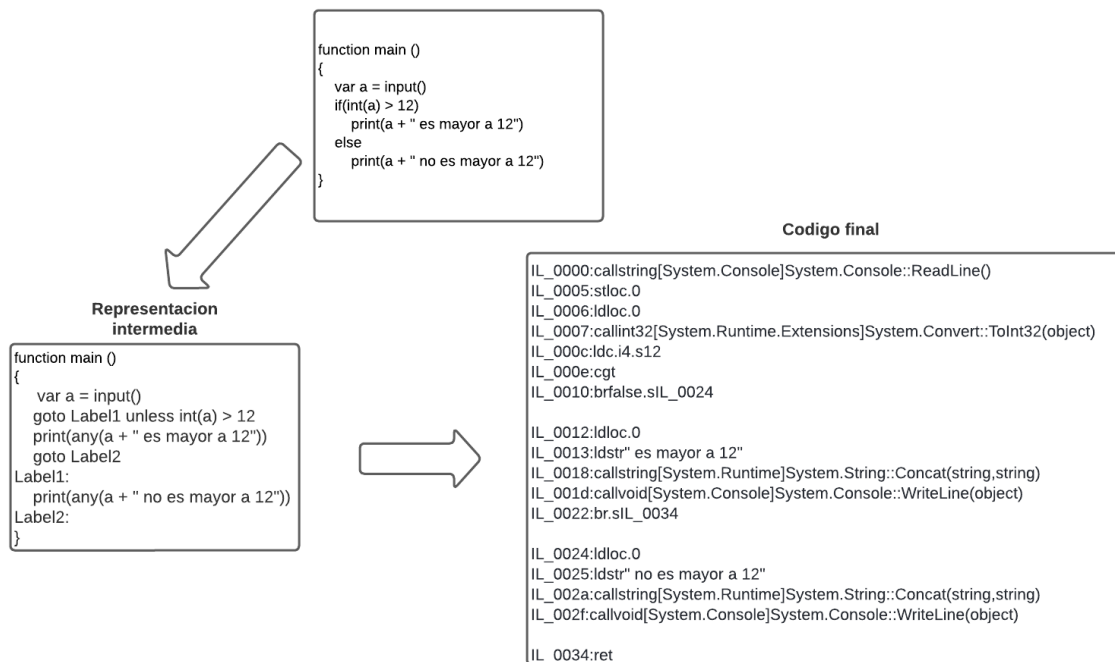 function main ()
{
var a = input()
if(int(a) > 12)
print(a + " es mayor a 12")
else
print(a + " no es mayor a 12")
}
Representacion
intermedia
function main ()
{
var a = input()
goto Label1 unless int(a) > 12
print(any(a + " es mayor a 12"))
goto Label2
Label1:
print(any(a + " no es mayor a 12"))
Label2:
}
Codigo final
IL_0000:callstring[System.Console]System.Console::ReadLine()
IL_0005:stloc.0
IL_0006:ldloc.0
IL_0007:callint32[System.Runtime.Extensions]System.Convert::ToInt32(object)
IL_000c:ldc.i4.s12
IL_000e:cgt
IL_0010:brfalse.sIL_0024
IL_0012:ldloc.0
IL_0013:ldstr" es mayor a 12"
IL_0018:callstring[System.Runtime]System.String::Concat(string,string)
IL_001d:callvoid[System.Console]System.Console::WriteLine(object)
IL_0022:br.sIL_0034
IL_0024:ldloc.0
IL_0025:ldstr" no es mayor a 12"
IL_002a:callstring[System.Runtime]System.String::Concat(string,string)
IL_002f:callvoid[System.Console]System.Console::WriteLine(object)
IL_0034:ret